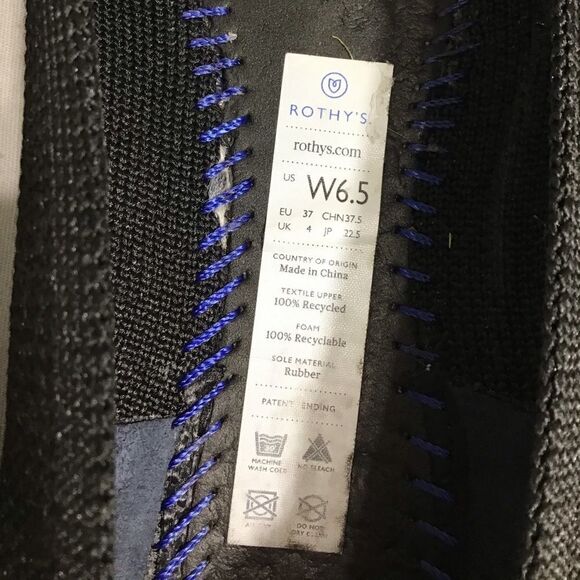 ROTHY'S
rothys.com
US W6.5
EU 37 CHN37.5
UK 4 JP 22.5
COUNTRY OF ORIGIN
Made in China
TEXTILE UPPER
100% Recycled
FOAM
100% Recyclable
SOLE MATERIAL
Rubber
PATENT PENDING
MACHINE WASH COLD
NO BLEACH
AIR DRY
DO NOT DRY CLEAN